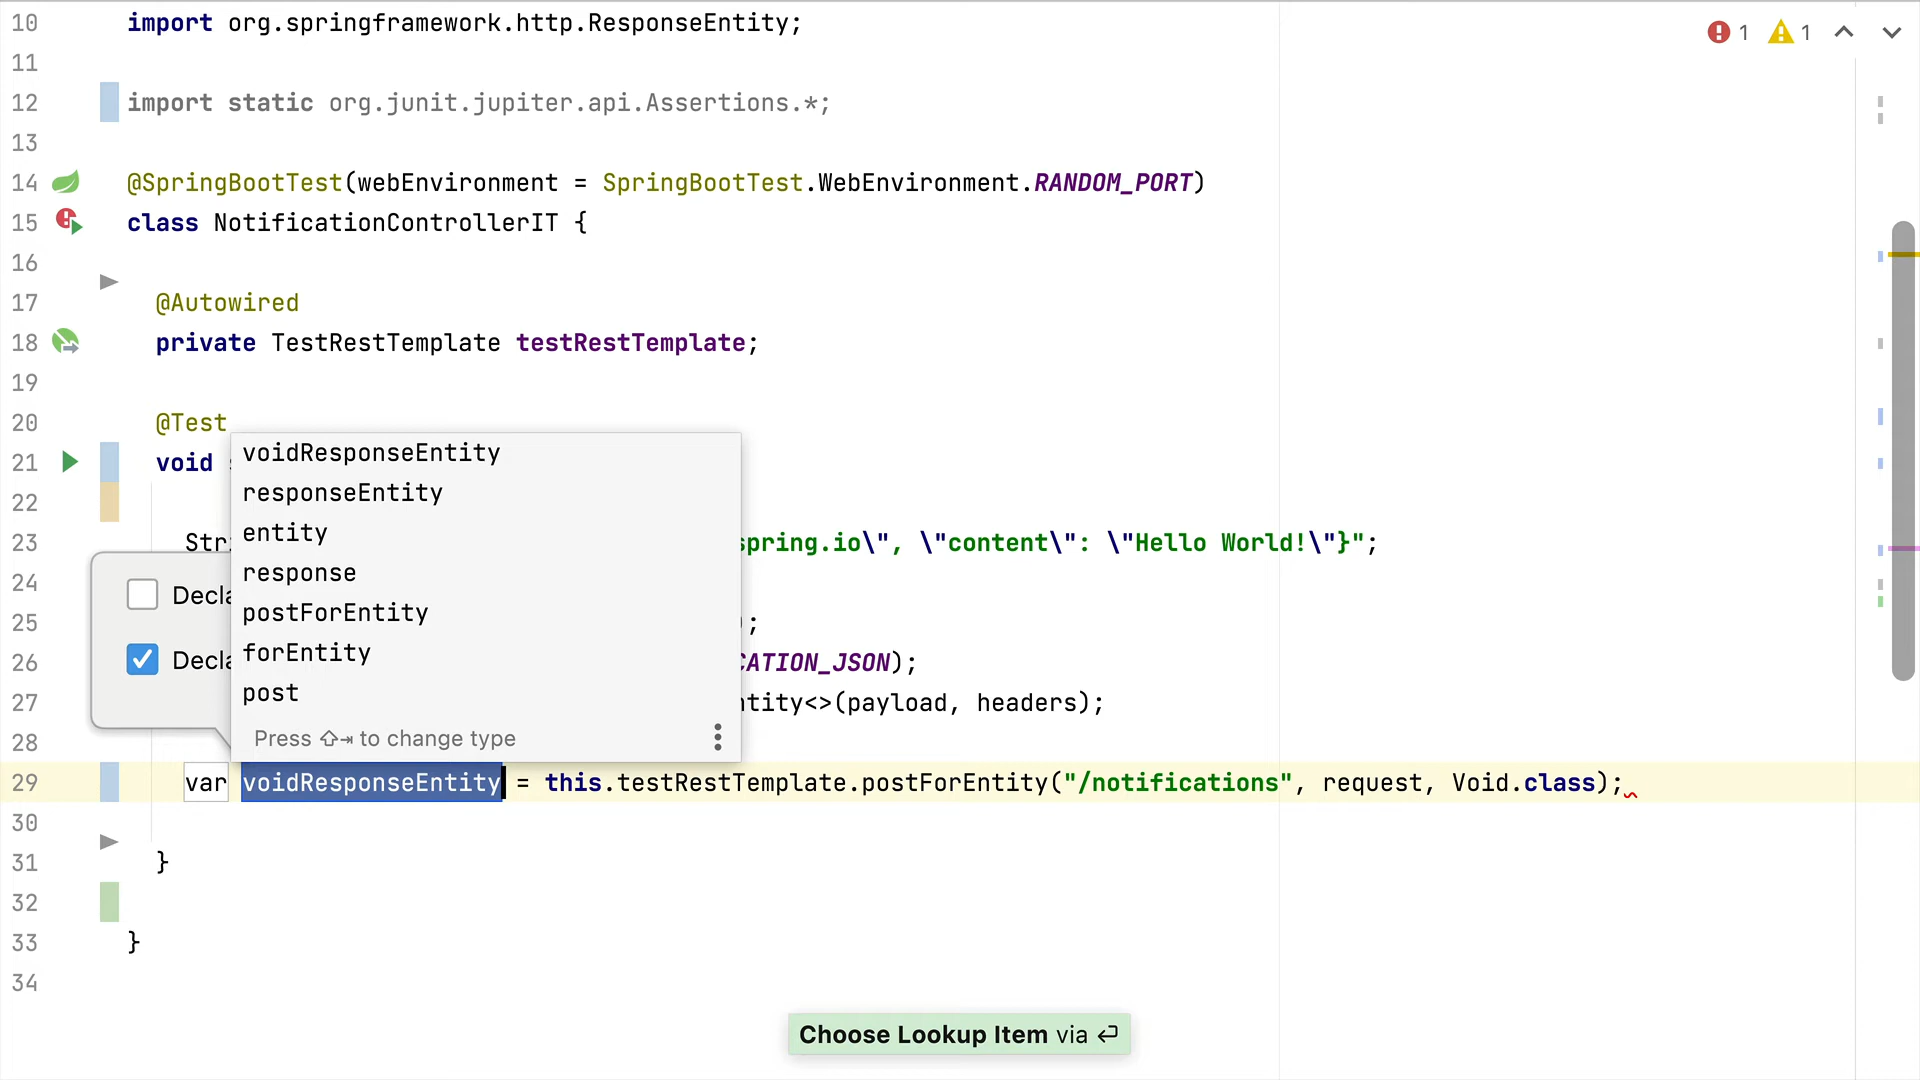 10 import org.springframework.http.ResponseEntity;
11
12 import static org.junit.jupiter.api.Assertions.*;
13
14 @SpringBootTest(webEnvironment = SpringBootTest.WebEnvironment.RANDOM_PORT)
15 class NotificationControllerIT {
16
17 @Autowired
18 private TestRestTemplate testRestTemplate;
19
20 @Test
21 void
22
23 Stri spring.io\", \"content\": \"Hello World!\"}";
24
25 );
26 CATION_JSON);
27 ntity<>(payload, headers);
28
29 var voidResponseEntity = this.testRestTemplate.postForEntity("/notifications", request, Void.class);
30
31 }
32
33 }
34
1 1
voidResponseEntity
responseEntity
entity
response
postForEntity
forEntity
post
Press ⇧⇥ to change type
Decla
Decla
Choose Lookup Item via ⏎